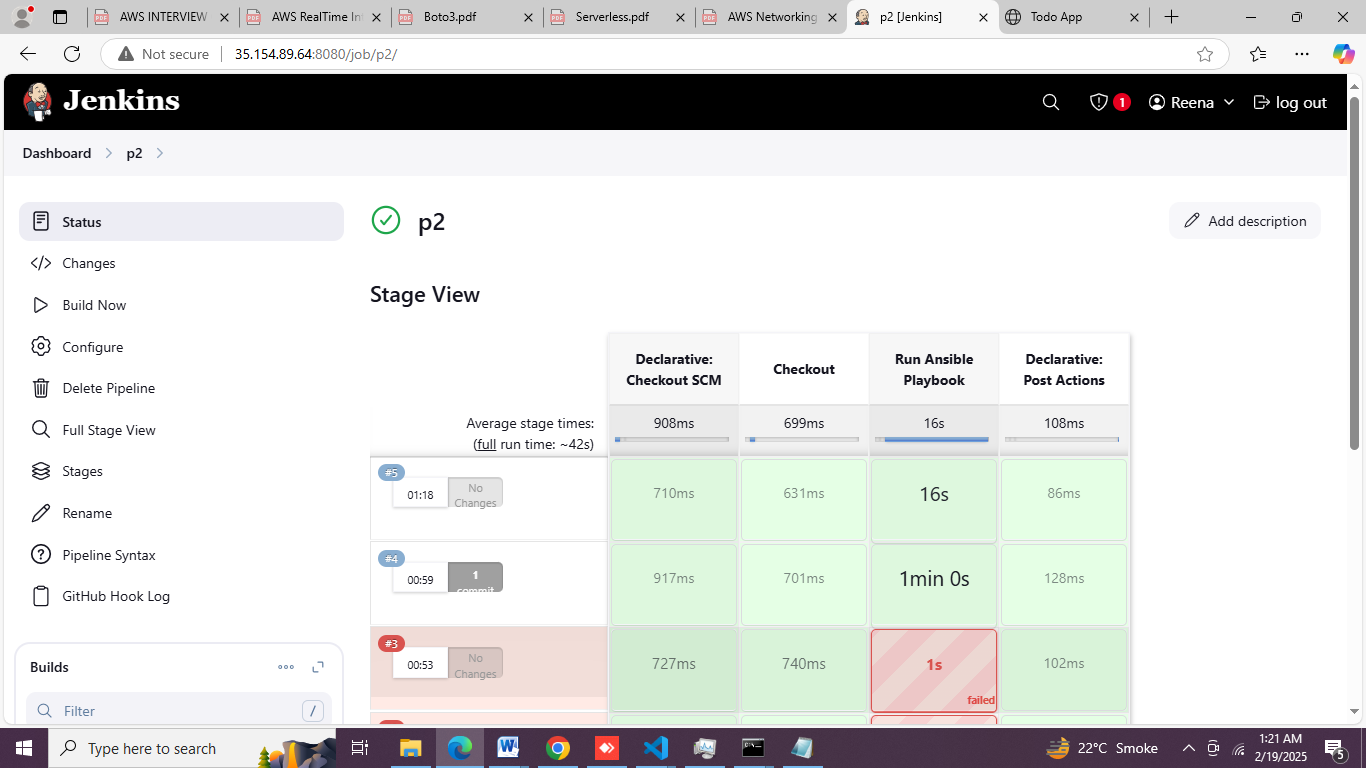 AWS INTERVIEW
AWS RealTime In
Boto3.pdf
Serverless.pdf
AWS Networking
p2 [Jenkins]
Todo App
Not secure
35.154.89.64:8080/job/p2/
Jenkins
1
Reena
log out
Dashboard
p2
Status
Changes
Build Now
Configure
Delete Pipeline
Full Stage View
Stages
Rename
Pipeline Syntax
GitHub Hook Log
Builds
Filter
/
p2
Add description
Stage View
Declarative:
Checkout SCM
Checkout
Run Ansible
Playbook
Declarative:
Post Actions
Average stage times:
(full run time: ~42s)
908ms
699ms
16s
108ms
#5
01:18
No
Changes
710ms
631ms
16s
86ms
#4
00:59
1
commit
917ms
701ms
1min 0s
128ms
#3
00:53
No
Changes
727ms
740ms
1s
failed
102ms
Type here to search
22°C Smoke
1:21 AM
2/19/2025
5